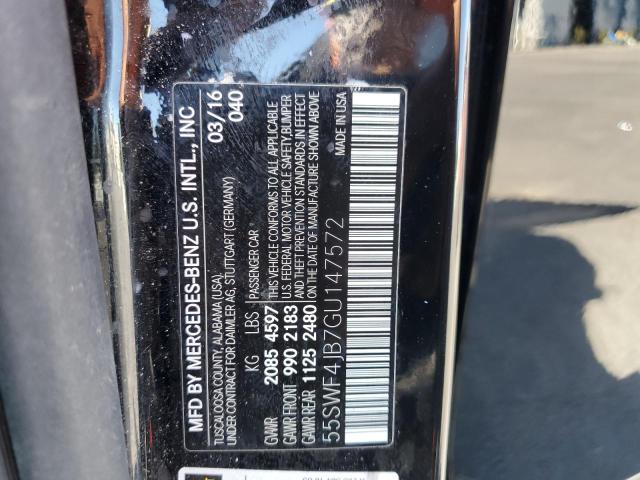 MFD BY MERCEDES-BENZ U.S. INTL., INC 03/16
TUSCALOOSA COUNTY, ALABAMA (USA) 040
UNDER CONTRACT FOR DAIMLER AG, STUTTGART (GERMANY)
KG LBS PASSENGER CAR
GAWR 2085 4597 THIS VEHICLE CONFORMS TO ALL APPLICABLE
GAWR FRONT 990 2183 U.S. FEDERAL MOTOR VEHICLE SAFETY, BUMPER
GAWR REAR 1125 2480 AND THEFT PREVENTION STANDARDS IN EFFECT
ON THE DATE OF MANUFACTURE SHOWN ABOVE.
55SWF4JB7GU147572 MADE IN USA